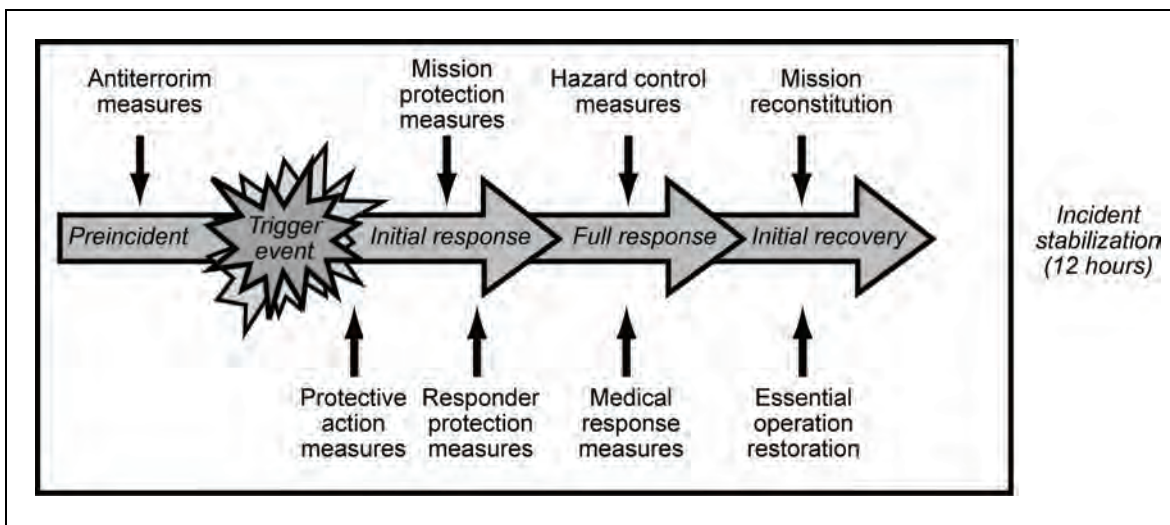 Antiterrorim
measures
Mission
protection
measures
Hazard control
measures
Mission
reconstitution
Preincident
Trigger
event
Initial response
Full response
Initial recovery
Incident
stabilization
(12 hours)
Protective
action
measures
Responder
protection
measures
Medical
response
measures
Essential
operation
restoration